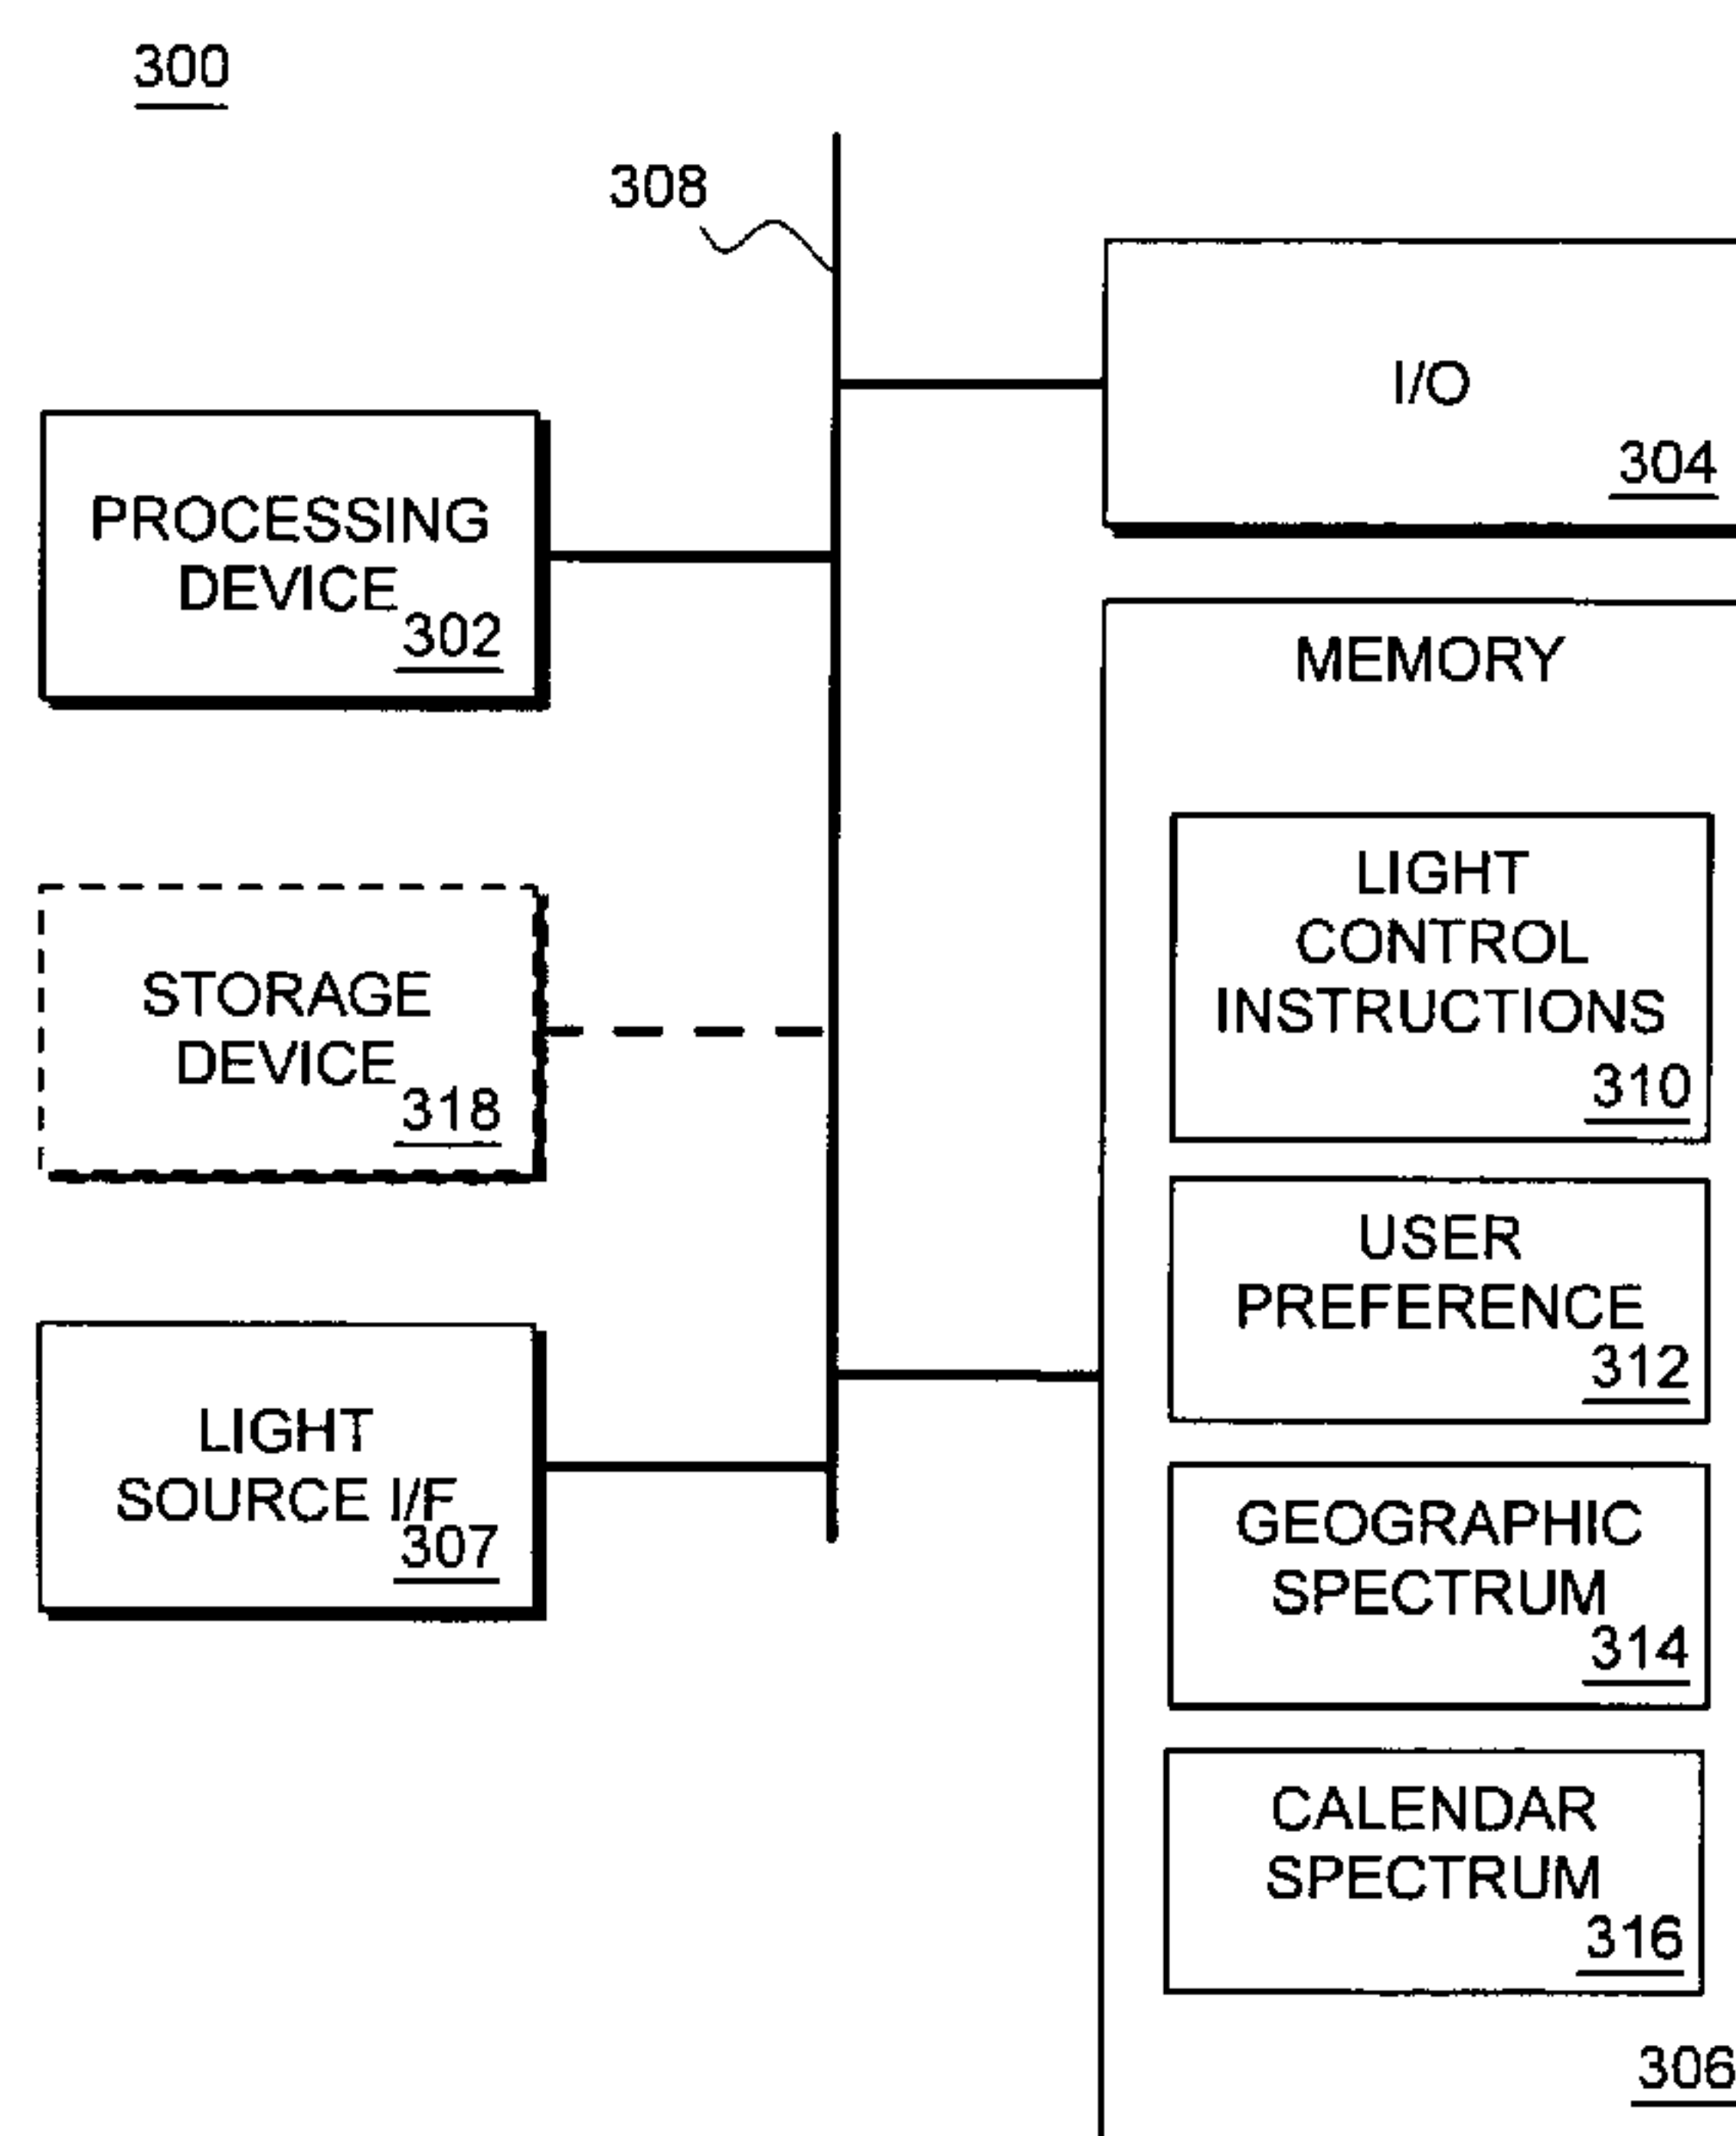 300
308
I/O
304
PROCESSING
DEVICE
302
MEMORY
LIGHT
CONTROL
INSTRUCTIONS
310
STORAGE
DEVICE
318
USER
PREFERENCE
312
LIGHT
SOURCE I/F
307
GEOGRAPHIC
SPECTRUM
314
CALENDAR
SPECTRUM
316
306